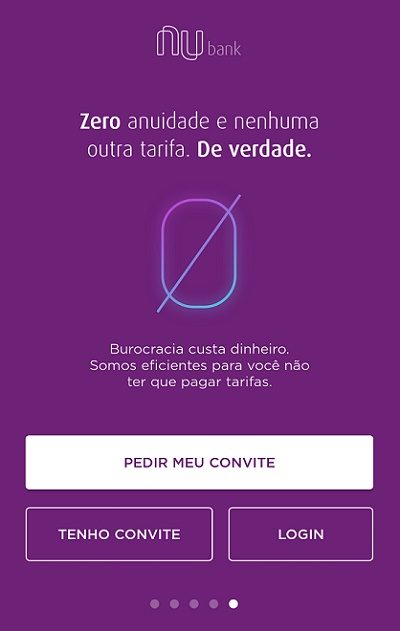 nu bank
Zero anuidade e nenhuma
outra tarifa. De verdade.
0
Burocracia custa dinheiro.
Somos eficientes para você não
ter que pagar tarifas.
PEDIR MEU CONVITE
TENHO CONVITE
LOGIN